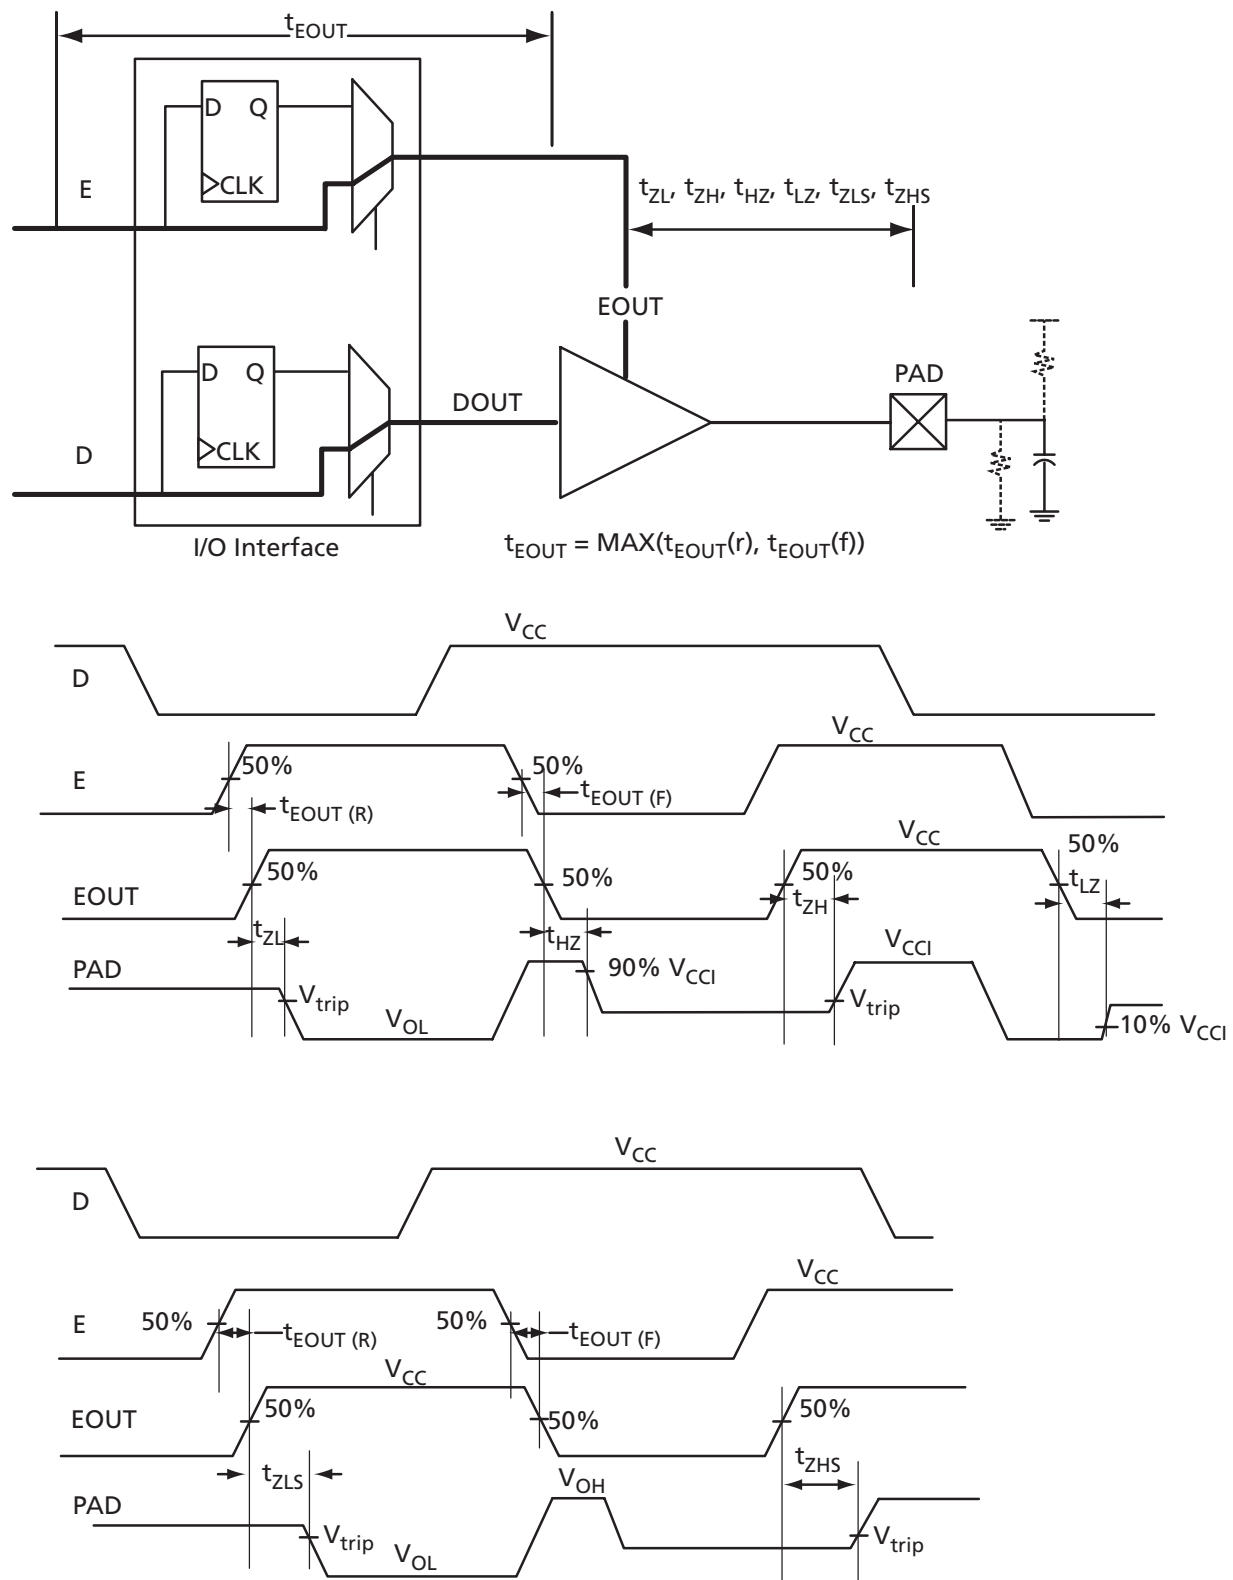 tEOUT
D Q
CLK
E
tZL, tZH, tHZ, tLZ, tZLS, tZHS
EOUT
D Q
CLK
D
DOUT
PAD
I/O Interface
tEOUT = MAX(tEOUT(r), tEOUT(f))
VCC
D
VCC
E
50%
50%
tEOUT (R)
tEOUT (F)
VCC
50%
EOUT
50%
50%
50%
tZL
tHZ
tZH
tLZ
PAD
Vtrip
VOL
90% VCCI
Vtrip
VCCI
10% VCCI
VCC
D
VCC
E
50%
tEOUT (R)
50%
tEOUT (F)
VCC
EOUT
50%
50%
50%
tZLS
tZHS
PAD
Vtrip
VOL
VOH
Vtrip